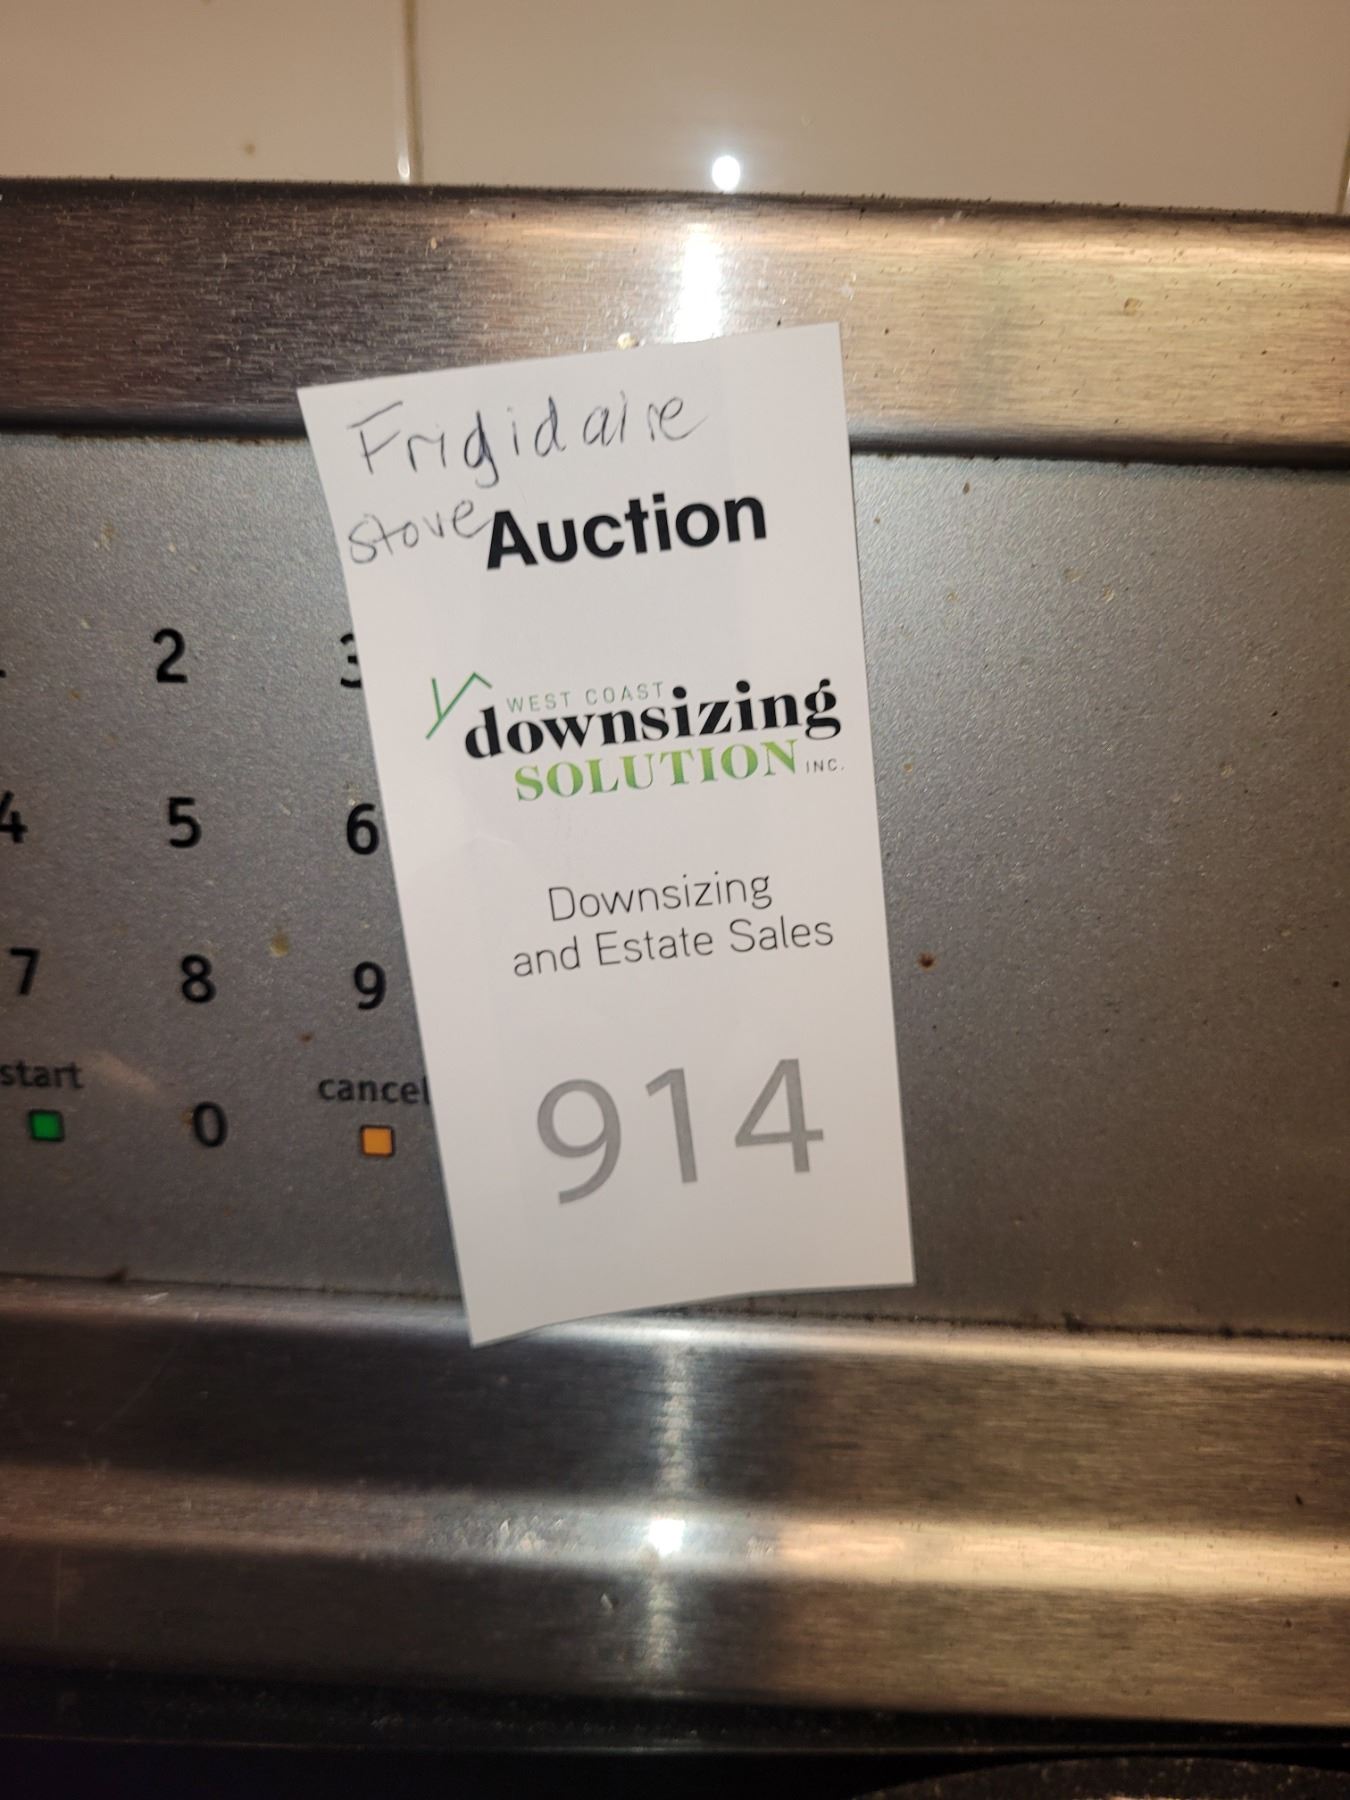 Frigidaire
stove Auction
WEST COAST
downsizing
SOLUTION INC.
Downsizing
and Estate Sales
914
2 3
4 5 6
7 8 9
start 0 cancel